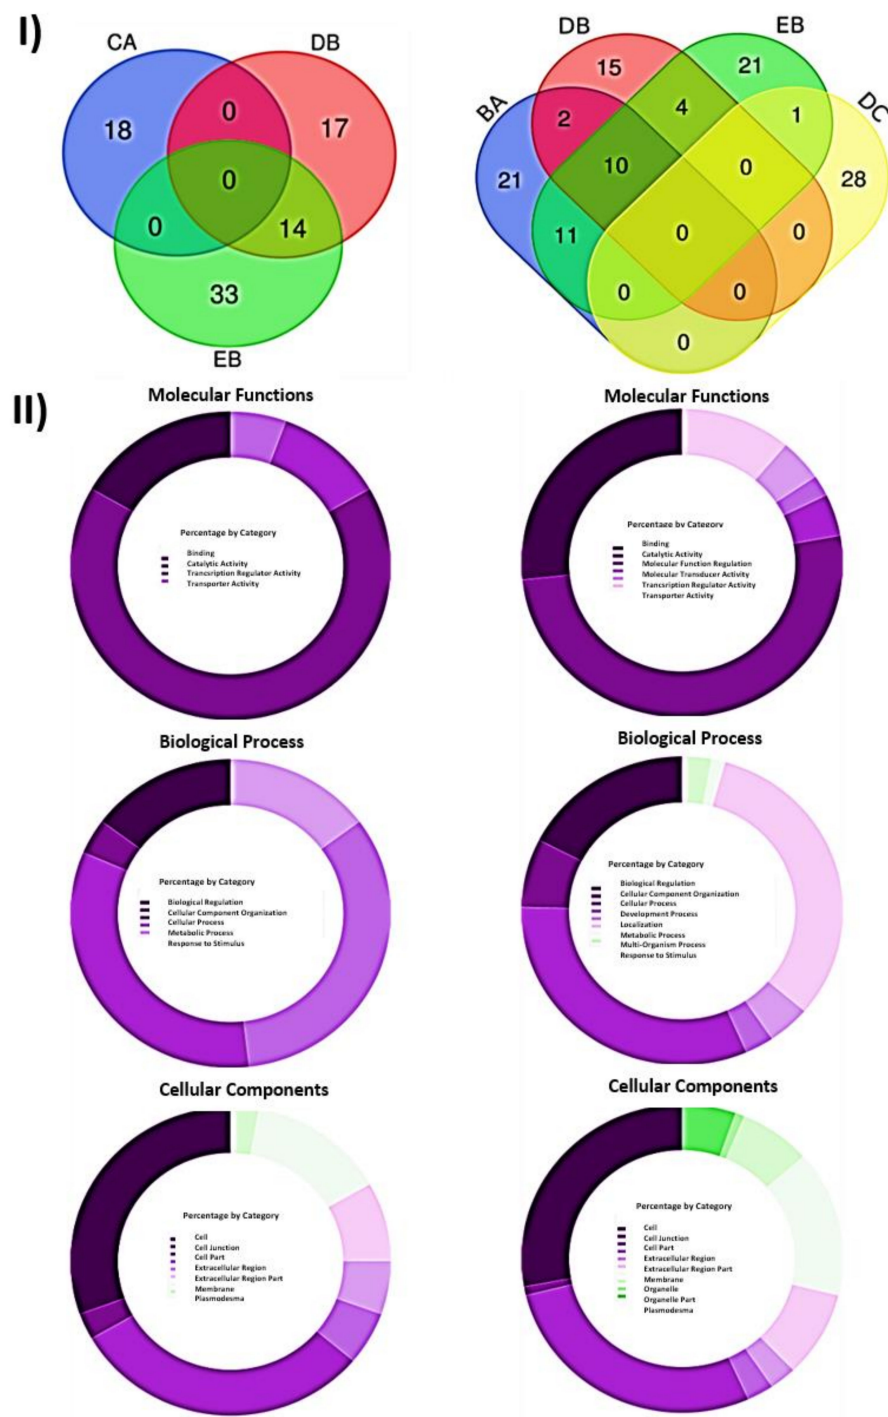 I)
CA
DB
0
18
17
0
0
14
33
EB
DB
EB
BA
DC
15
21
4
2
1
10
0
21
28
11
0
0
0
0
0
II)
Molecular Functions
Percentage by Category
Binding
Catalytic Activity
Trancription Regulator Activity
Transporter Activity
Molecular Functions
Percentage by Category
Binding
Catalytic Activity
Molecular Function Regulation
Molecular Transducer Activity
Trancsription Regulator Activity
Transporter Activity
Biological Process
Percentage by Category
Biological Regulation
Cellular Component Organization
Cellular Process
Metabolic Process
Response to Stimulus
Biological Process
Percentage by Category
Biological Regulation
Cellular Component Organization
Cellular Process
Development Process
Localization
Metabolic Process
Multi-Organism Process
Response to Stimulus
Cellular Components
Percentage by Category
Cell
Cell Junction
Cell Part
Extracellular Region
Extracellular Region Part
Membrane
Plasmodesma
Cellular Components
Percentage by Category
Cell
Cell Junction
Cell Part
Extracellular Region
Extracellular Region Part
Membrane
Organelle
Organelle Part
Plasmodesma